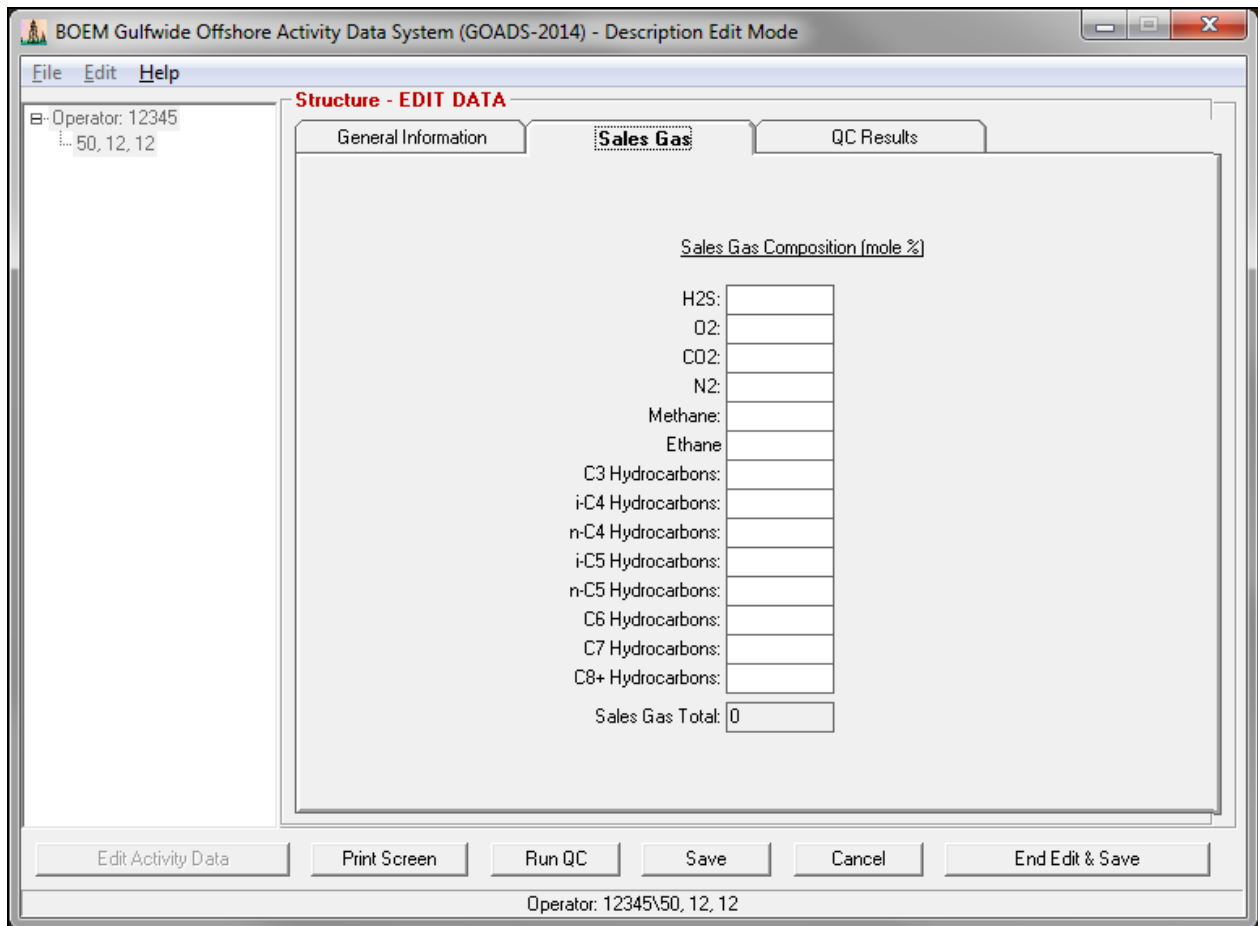 BOEM Gulfwide Offshore Activity Data System (GOADS-2014) - Description Edit Mode
File Edit Help
Operator: 12345
50, 12, 12
Structure - EDIT DATA
General Information Sales Gas QC Results
Sales Gas Composition (mole %)
H2S:
O2:
CO2:
N2:
Methane:
Ethane
C3 Hydrocarbons:
i-C4 Hydrocarbons:
n-C4 Hydrocarbons:
i-C5 Hydrocarbons:
n-C5 Hydrocarbons:
C6 Hydrocarbons:
C7 Hydrocarbons:
C8+ Hydrocarbons:
Sales Gas Total: 0
Edit Activity Data Print Screen Run QC Save Cancel End Edit & Save
Operator: 12345\50, 12, 12